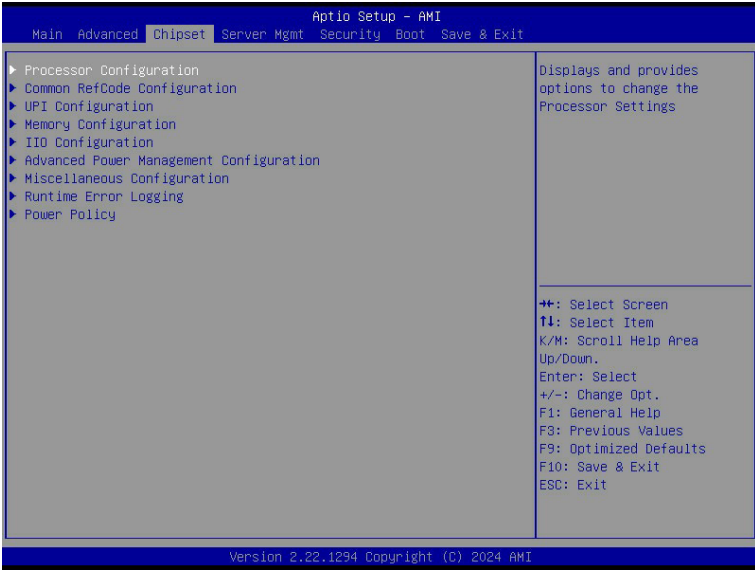 Aptio Setup – AMI
Main Advanced Chipset Server Mgmt Security Boot Save & Exit
▶ Processor Configuration
▶ Common RefCode Configuration
▶ UPI Configuration
▶ Memory Configuration
▶ IIO Configuration
▶ Advanced Power Management Configuration
▶ Miscellaneous Configuration
▶ Runtime Error Logging
▶ Power Policy
Displays and provides
options to change the
Processor Settings
→←: Select Screen
↑↓: Select Item
K/M: Scroll Help Area
Up/Down.
Enter: Select
+/-: Change Opt.
F1: General Help
F3: Previous Values
F9: Optimized Defaults
F10: Save & Exit
ESC: Exit
Version 2.22.1294 Copyright (C) 2024 AMI